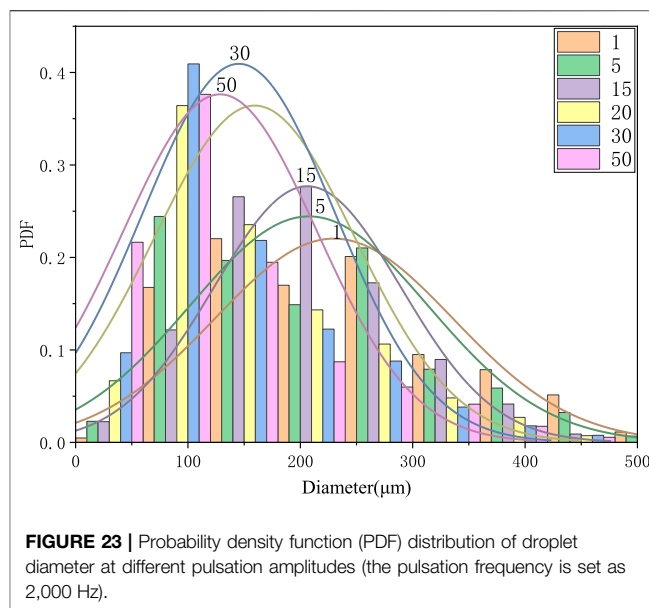 30
50
15
5
1
1
5
15
20
30
50
0.4
0.3
0.2
0.1
0.0
PDF
0 100 200 300 400 500
Diameter(μm)
FIGURE 23 | Probability density function (PDF) distribution of droplet
diameter at different pulsation amplitudes (the pulsation frequency is set as
2,000 Hz).